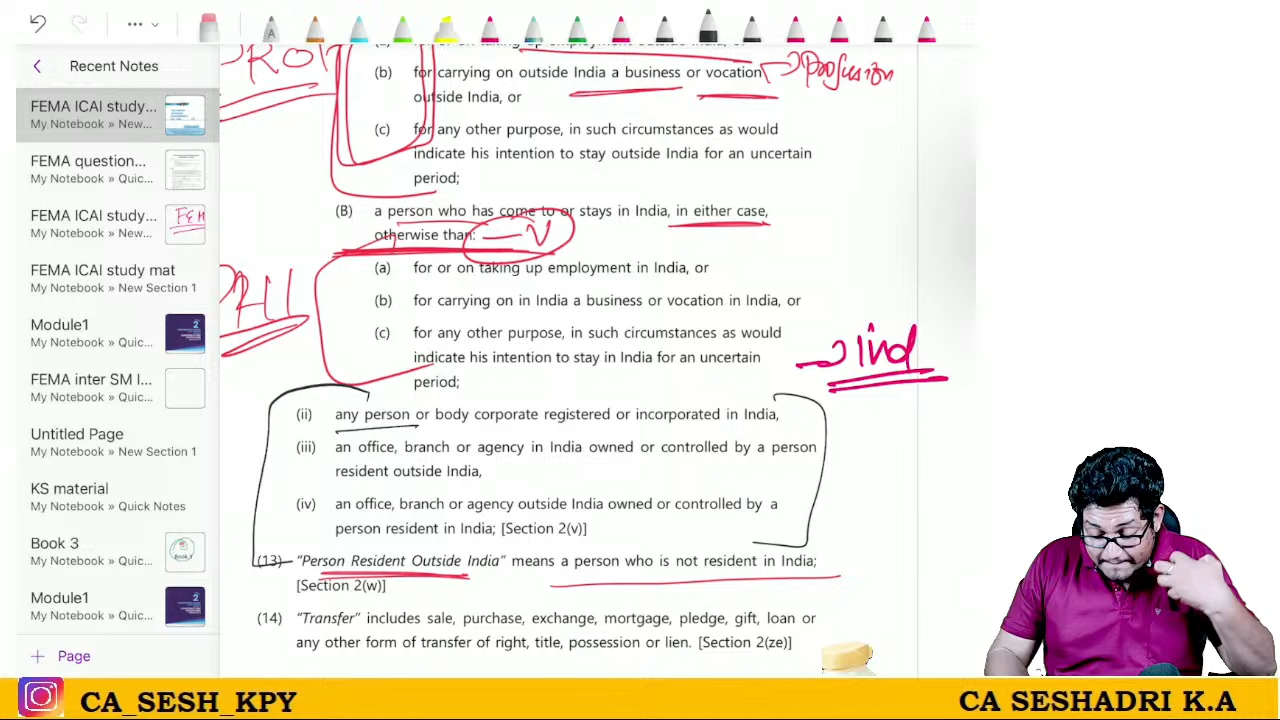 Recent Notes
FEMA ICAI study...
My Notebook » New...
FEMA question...
My Notebook » Quic...
FEMA ICAI study...
My Notebook » New...
FEM
FEMA ICAI study mat
My Notebook » New Section 1
Module1
My Notebook » Quic...
FEMA inter SM I...
My Notebook » Quic...
Untitled Page
My Notebook » New Section 1
KS material
My Notebook » Quick Notes
Book 3
My Notebook » Quic...
Book 3
Module1
My Notebook » Quic...
+ Page
outside India, or
(b) for carrying on outside India a business or vocation
outside India, or
(c) for any other purpose, in such circumstances as would
indicate his intention to stay outside India for an uncertain
period;
(B) a person who has come to or stays in India, in either case,
otherwise than:
(a) for or on taking up employment in India, or
(b) for carrying on in India a business or vocation in India, or
(c) for any other purpose, in such circumstances as would
indicate his intention to stay in India for an uncertain
period;
Ind
(ii) any person or body corporate registered or incorporated in India,
(iii) an office, branch or agency in India owned or controlled by a person
resident outside India,
(iv) an office, branch or agency outside India owned or controlled by a
person resident in India; [Section 2(v)]
(13) “Person Resident Outside India” means a person who is not resident in India;
[Section 2(w)]
(14) “Transfer” includes sale, purchase, exchange, mortgage, pledge, gift, loan or
any other form of transfer of right, title, possession or lien. [Section 2(ze)]
CA_SESH_KPY
CA SESHADRI K.A